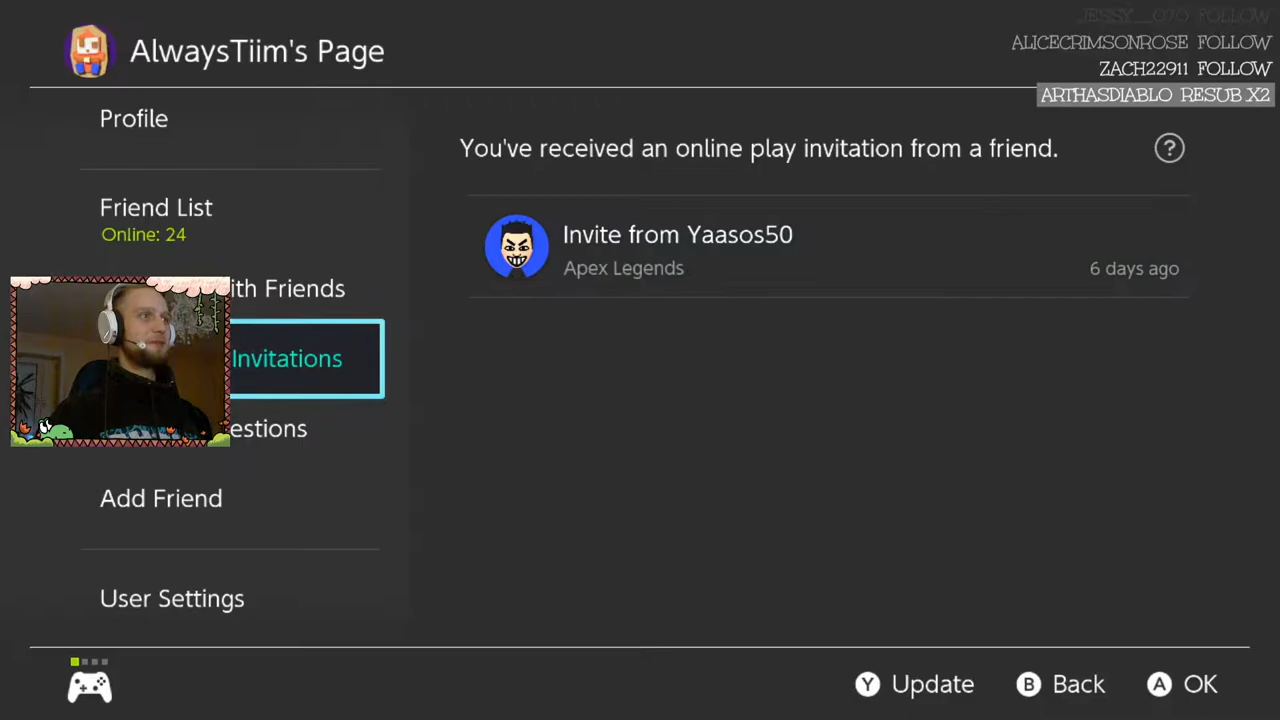 JESSY__070 FOLLOW
AlwaysTiim's Page
ALICECRIMSONROSE FOLLOW
ZACH22911 FOLLOW
ARTHASDIABLO RESUB X2
Profile
You've received an online play invitation from a friend.
?
Friend List
Online: 24
Invite from Yaasos50
Apex Legends
6 days ago
ith Friends
Invitations
estions
Add Friend
User Settings
Y Update
B Back
A OK